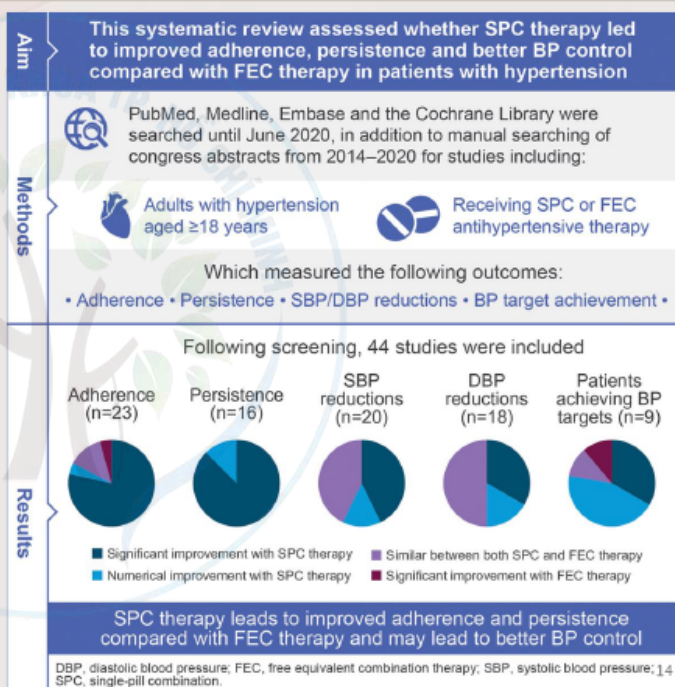 Aim
This systematic review assessed whether SPC therapy led
to improved adherence, persistence and better BP control
compared with FEC therapy in patients with hypertension
Methods
PubMed, Medline, Embase and the Cochrane Library were
searched until June 2020, in addition to manual searching of
congress abstracts from 2014–2020 for studies including:
Adults with hypertension
aged ≥18 years
Receiving SPC or FEC
antihypertensive therapy
Which measured the following outcomes:
• Adherence • Persistence • SBP/DBP reductions • BP target achievement •
Results
Following screening, 44 studies were included
Adherence
(n=23)
Persistence
(n=16)
SBP
reductions
(n=20)
DBP
reductions
(n=18)
Patients
achieving BP
targets (n=9)
Significant improvement with SPC therapy
Similar between both SPC and FEC therapy
Numerical improvement with SPC therapy
Significant improvement with FEC therapy
SPC therapy leads to improved adherence and persistence
compared with FEC therapy and may lead to better BP control
DBP, diastolic blood pressure; FEC, free equivalent combination therapy; SBP, systolic blood pressure;
SPC, single-pill combination.
14